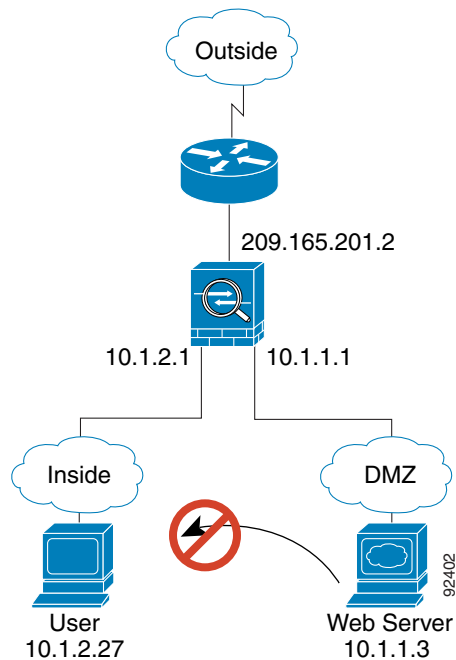 Outside
209.165.201.2
10.1.2.1
10.1.1.1
Inside
DMZ
User
10.1.2.27
Web Server
10.1.1.3
92402